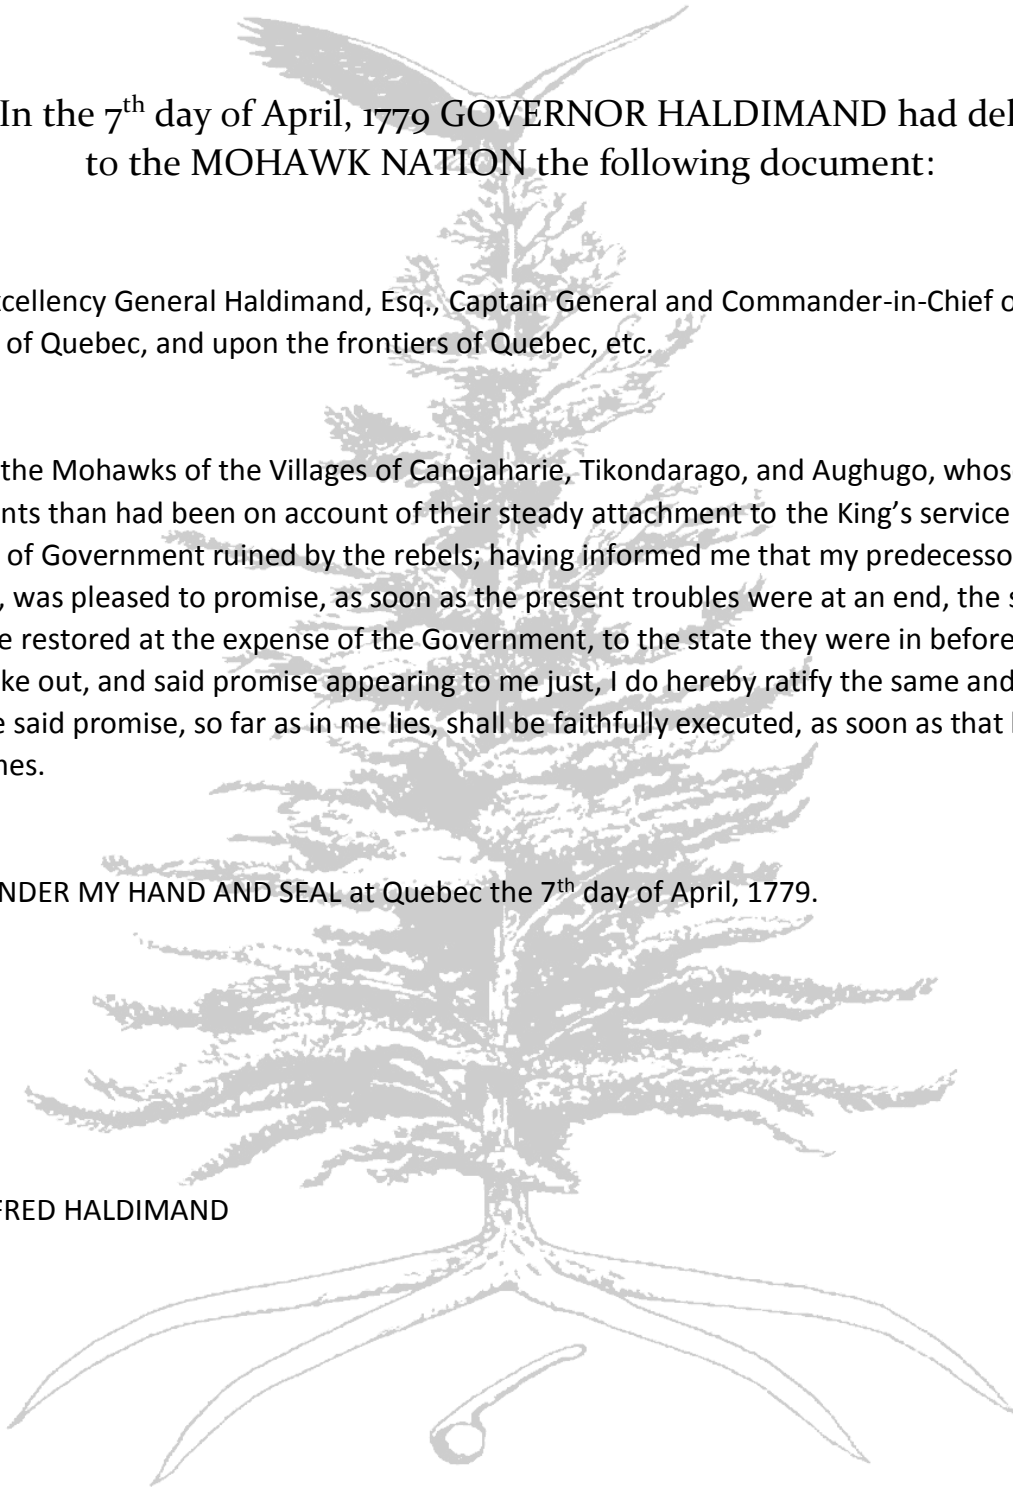 In the 7th day of April, 1779 GOVERNOR HALDIMAND had del
to the MOHAWK NATION the following document:
xcellency General Haldimand, Esq., Captain General and Commander-in-Chief o
of Quebec, and upon the frontiers of Quebec, etc.
the Mohawks of the Villages of Canojaharie, Tikondarago, and Aughugo, whose
nts than had been on account of their steady attachment to the King’s service
of Government ruined by the rebels; having informed me that my predecesso
, was pleased to promise, as soon as the present troubles were at an end, the s
e restored at the expense of the Government, to the state they were in before
ke out, and said promise appearing to me just, I do hereby ratify the same and
e said promise, so far as in me lies, shall be faithfully executed, as soon as that
nes.
NDER MY HAND AND SEAL at Quebec the 7th day of April, 1779.
FRED HALDIMAND